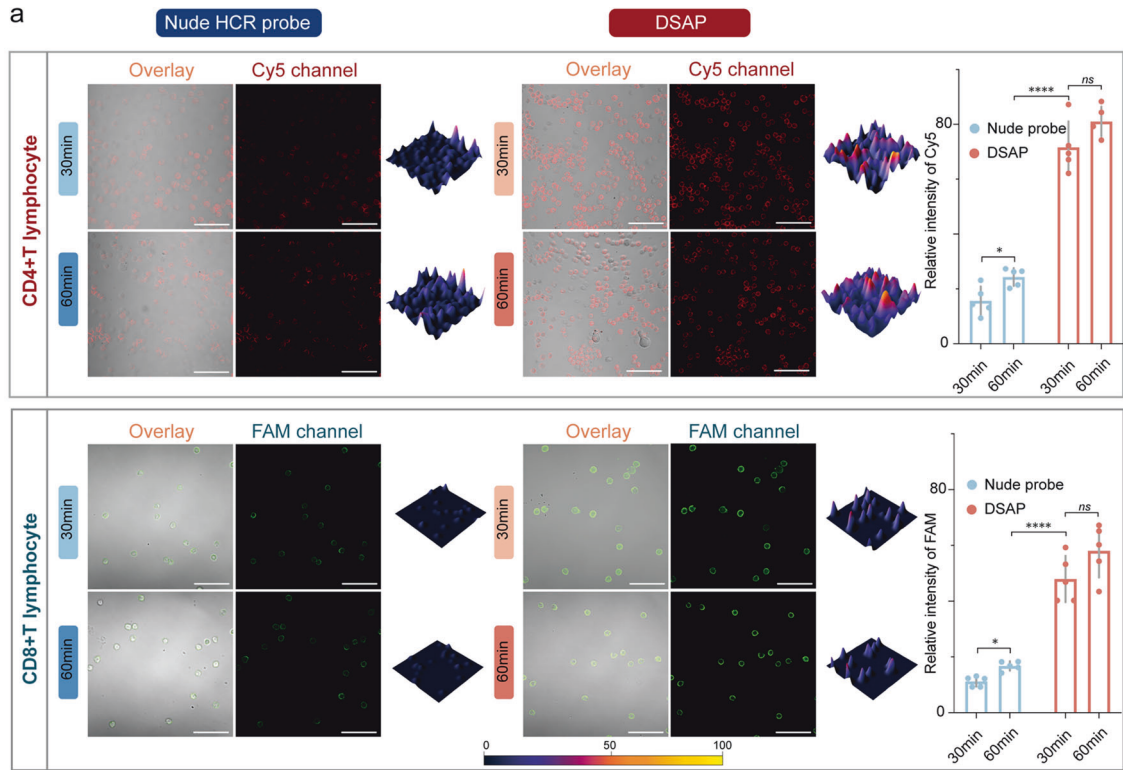 a
Nude HCR probe
DSAP
CD4+T lymphocyte
Overlay
Cy5 channel
Overlay
Cy5 channel
30min
30min
60min
60min
Relative intensity of Cy5
80
0
Nude probe
DSAP
****
ns
*
30min
60min
30min
60min
CD8+T lymphocyte
Overlay
FAM channel
Overlay
FAM channel
30min
30min
60min
60min
Relative intensity of FAM
80
0
Nude probe
DSAP
****
ns
*
30min
60min
30min
60min
0
50
100